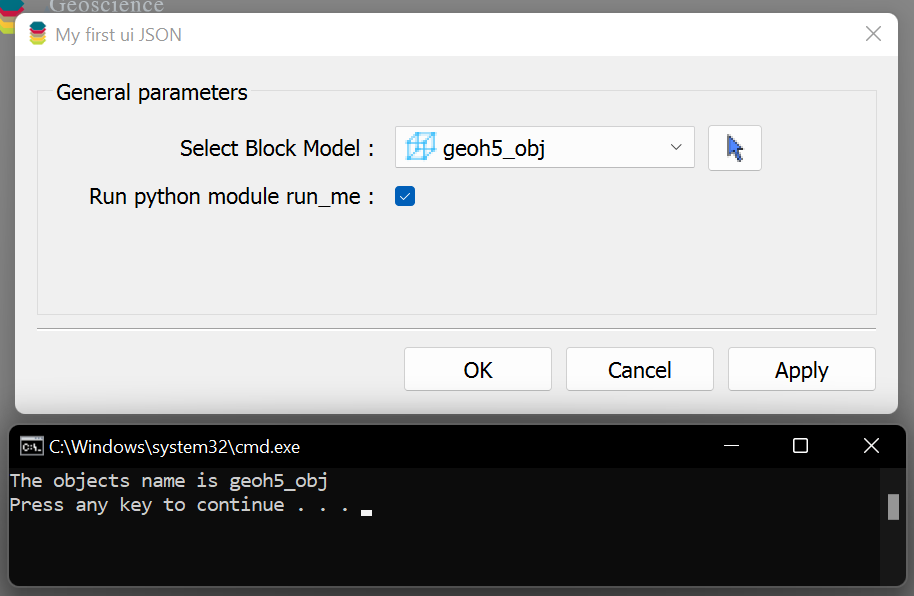 Geoscience
My first ui JSON
General parameters
Select Block Model :
geoh5_obj
Run python module run_me :
OK
Cancel
Apply
C:\Windows\system32\cmd.exe
The objects name is geoh5_obj
Press any key to continue . . .